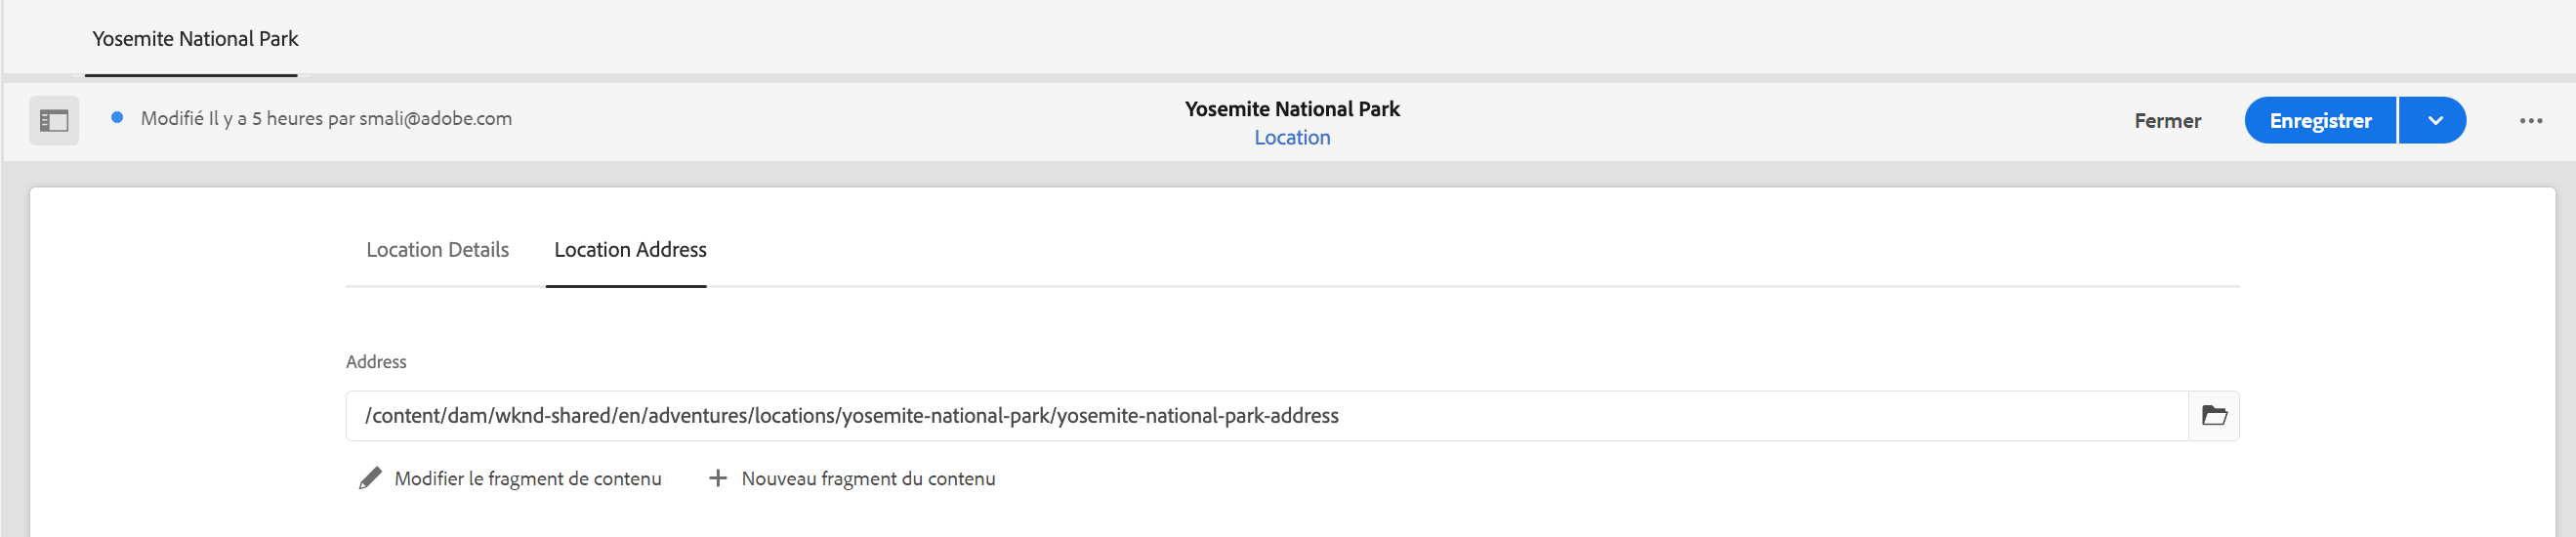 Yosemite National Park
Modifié Il y a 5 heures par smali@adobe.com
Yosemite National Park
Location
Fermer
Enregistrer
Location Details
Location Address
Address
/content/dam/wknd-shared/en/adventures/locations/yosemite-national-park/yosemite-national-park-address
Modifier le fragment de contenu
Nouveau fragment du contenu